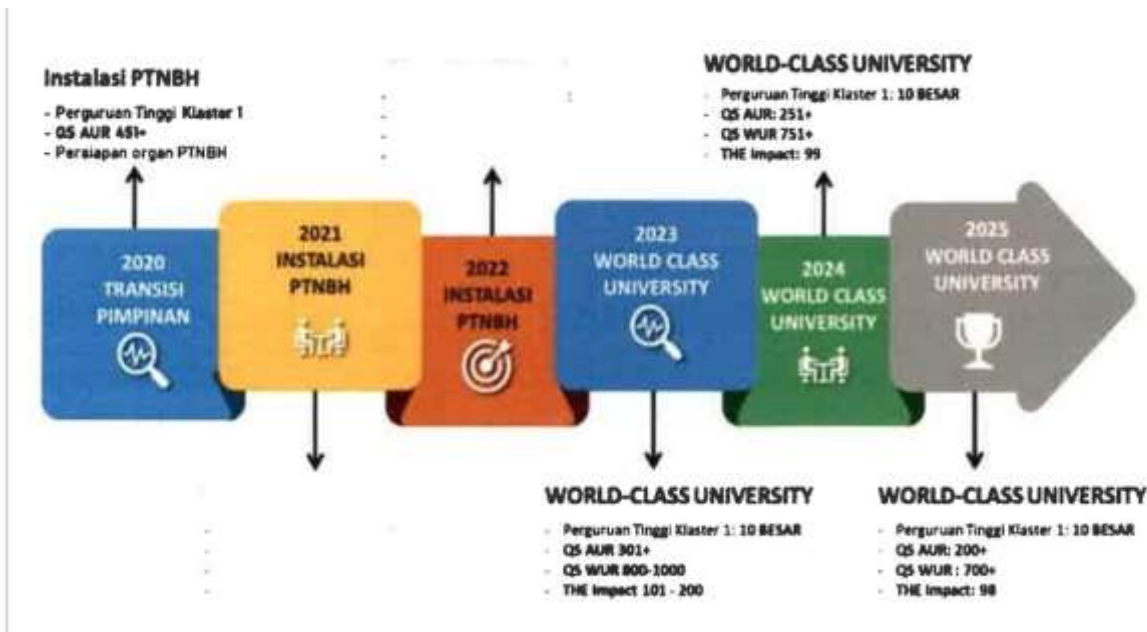 Instalasi PTNBH
- Perguruan Tinggi Klaster 1
- QS AUR 451+
- Persiapan organ PTNBH
WORLD-CLASS UNIVERSITY
- Perguruan Tinggi Klaster 1: 10 BESAR
- QS AUR: 251+
- QS WUR 751+
- THE Impact: 99
2020
TRANSISI
PIMPINAN
2021
INSTALASI
PTNBH
2022
INSTALASI
PTNBH
2023
WORLD CLASS
UNIVERSITY
2024
WORLD CLASS
UNIVERSITY
2025
WORLD CLASS
UNIVERSITY
WORLD-CLASS UNIVERSITY
- Perguruan Tinggi Klaster 1: 10 BESAR
- QS AUR 301+
- QS WUR 800-1000
- THE Impact 101 - 200
WORLD-CLASS UNIVERSITY
- Perguruan Tinggi Klaster 1: 10 BESAR
- QS AUR: 200+
- QS WUR : 700+
- THE Impact: 98